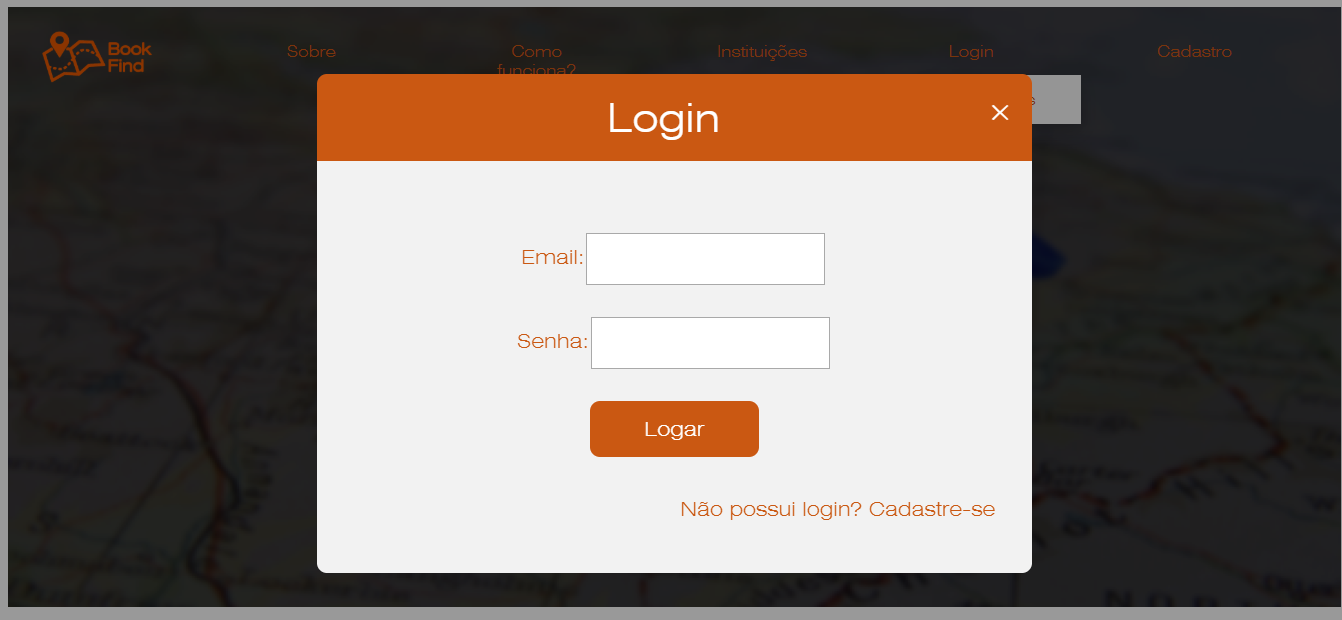 Book
Find
Sobre
Como
funciona?
Instituições
Login
Cadastro
Login
Email:
Senha:
Logar
Não possui login? Cadastre-se